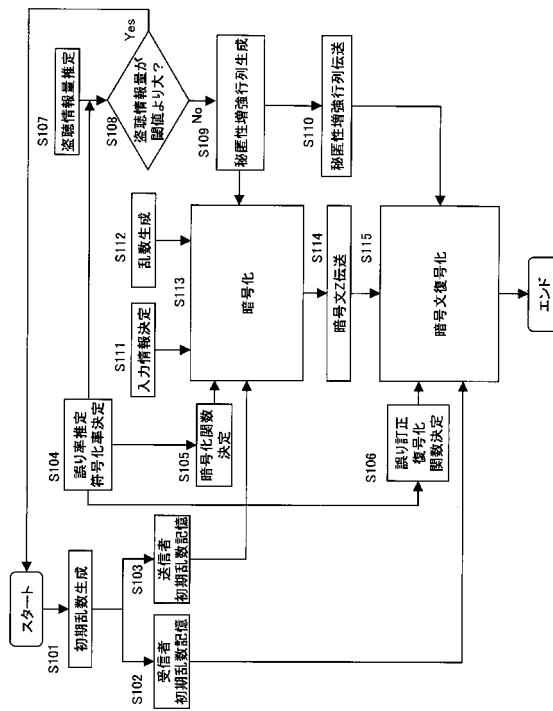 スタート
S101
初期乱数生成
S102
受信者
初期乱数記憶
S103
送信者
初期乱数記憶
S104
誤り率推定
符号化率決定
S105
暗号化関数
決定
S106
誤り訂正
復号化
関数決定
S107
盗聴情報量推定
S108
盗聴情報量が
閾値より大?
Yes
No
S109
秘匿性増強行列生成
S110
秘匿性増強行列伝送
S111
入力情報決定
S112
乱数生成
S113
暗号化
S114
暗号文Z伝送
S115
暗号文復号化
エンド